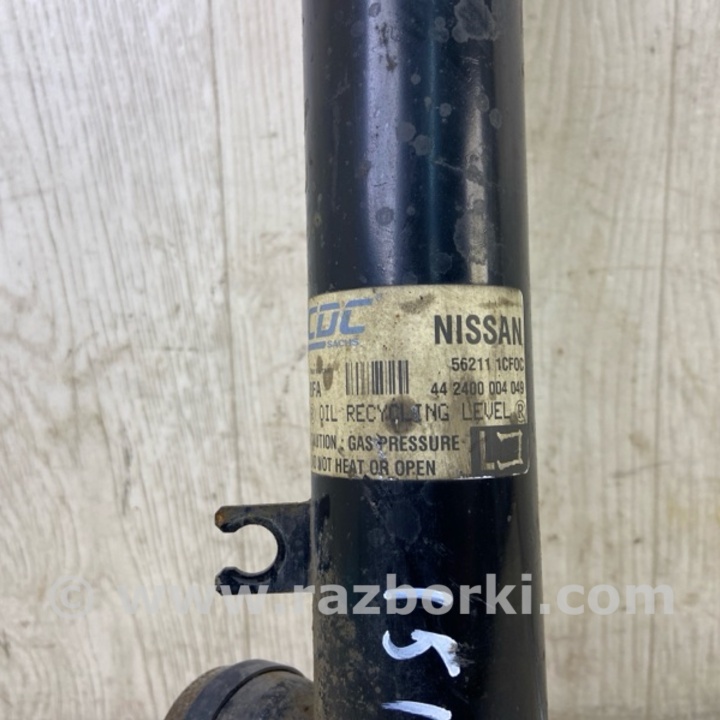 CDC
SACHS
NISSAN
56211 1CF0C
44 2400 004 049
OIL RECYCLING LEVEL ®
GAS PRESSURE
NOT HEAT OR OPEN
© www.razborki.com
151